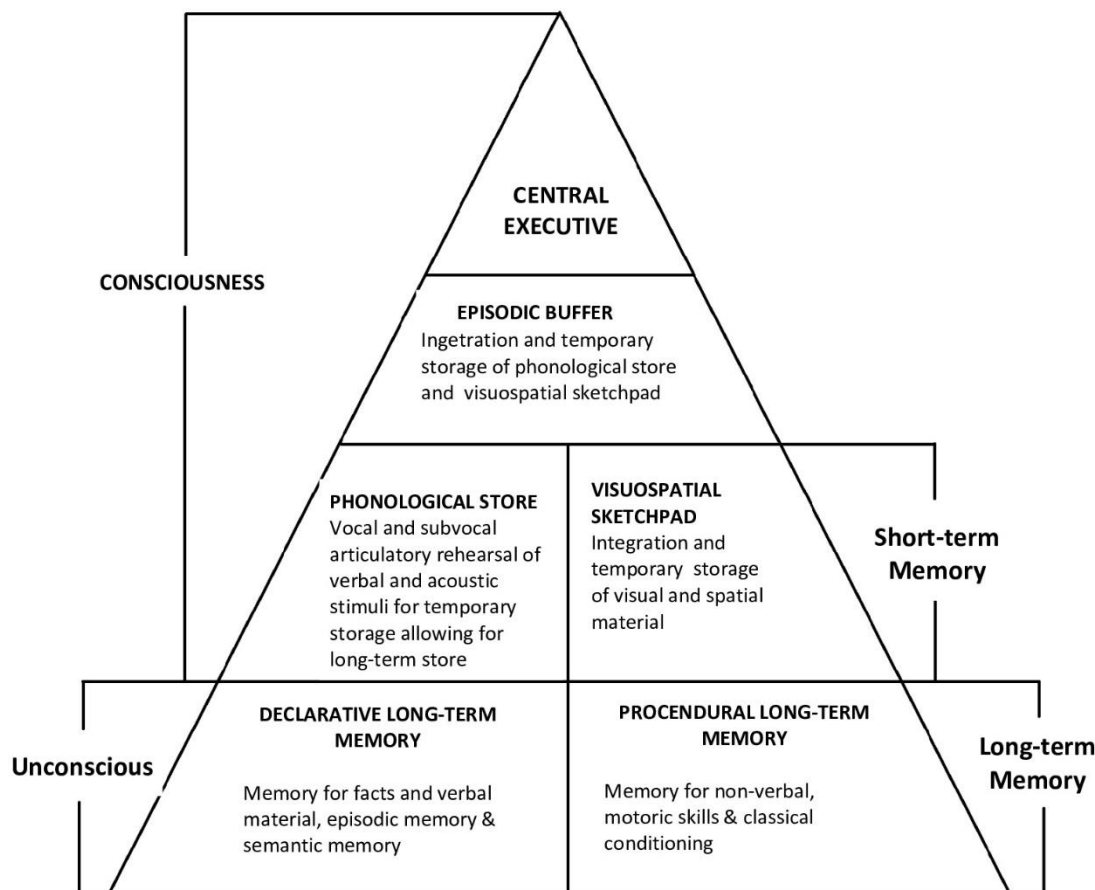 CENTRAL
EXECUTIVE
CONSCIOUSNESS
EPISODIC BUFFER
Ingetration and temporary
storage of phonological store
and visuospatial sketchpad
PHONOLOGICAL STORE
Vocal and subvocal
articulatory rehearsal of
verbal and acoustic
stimuli for temporary
storage allowing for
long-term store
VISUOSPATIAL
SKETCHPAD
Integration and
temporary storage
of visual and spatial
material
Short-term
Memory
Unconscious
DECLARATIVE LONG-TERM
MEMORY
Memory for facts and verbal
material, episodic memory &
semantic memory
PROCENDURAL LONG-TERM
MEMORY
Memory for non-verbal,
motoric skills & classical
conditioning
Long-term
Memory